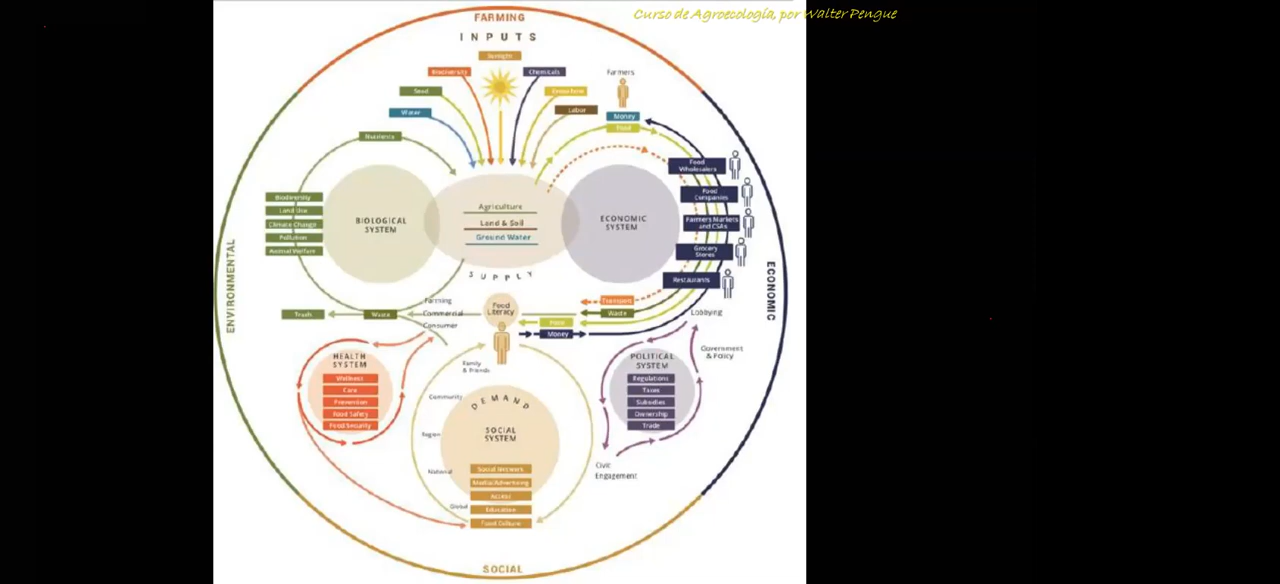 Curso de Agroecología, por Walter Pengue
FARMING
INPUTS
Sunlight
Biodiversity
Chemicals
Farmers
Seed
Know how
Water
Labor
Money
Food
Nutrients
Food
Wholesalers
Biodiversity
Land Use
Climate Change
Pollution
Animal Welfare
BIOLOGICAL
SYSTEM
Agriculture
Land & Soil
Ground Water
ECONOMIC
SYSTEM
Food
Companies
Farmers Markets
and CSAs
Grocery
Stores
Restaurants
ENVIRONMENTAL
ECONOMIC
SUPPLY
Farming
Commercial
Consumer
Trash
Waste
Food
Literacy
Transport
Waste
Food
Money
Lobbying
Government
& Policy
HEALTH
SYSTEM
Wellness
Care
Prevention
Food Safety
Food Security
Family
& Friends
Community
Region
National
Global
DEMAND
SOCIAL
SYSTEM
Social Network
Media/Advertising
Access
Education
Food Culture
POLITICAL
SYSTEM
Regulations
Taxes
Subsidies
Ownership
Trade
Civic
Engagement
SOCIAL